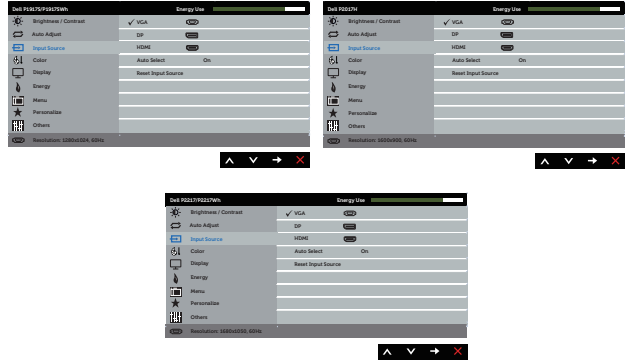 Dell P1917S/P1917SWh Energy Use
Brightness / Contrast VGA
Auto Adjust DP
Input Source HDMI
Color Auto Select On
Display Reset Input Source
Energy
Menu
Personalize
Others
Resolution: 1280x1024, 60Hz
Dell P2017H Energy Use
Brightness / Contrast VGA
Auto Adjust DP
Input Source HDMI
Color Auto Select On
Display Reset Input Source
Energy
Menu
Personalize
Others
Resolution: 1600x900, 60Hz
Dell P2217/P2217Wh Energy Use
Brightness / Contrast VGA
Auto Adjust DP
Input Source HDMI
Color Auto Select On
Display Reset Input Source
Energy
Menu
Personalize
Others
Resolution: 1680x1050, 60Hz